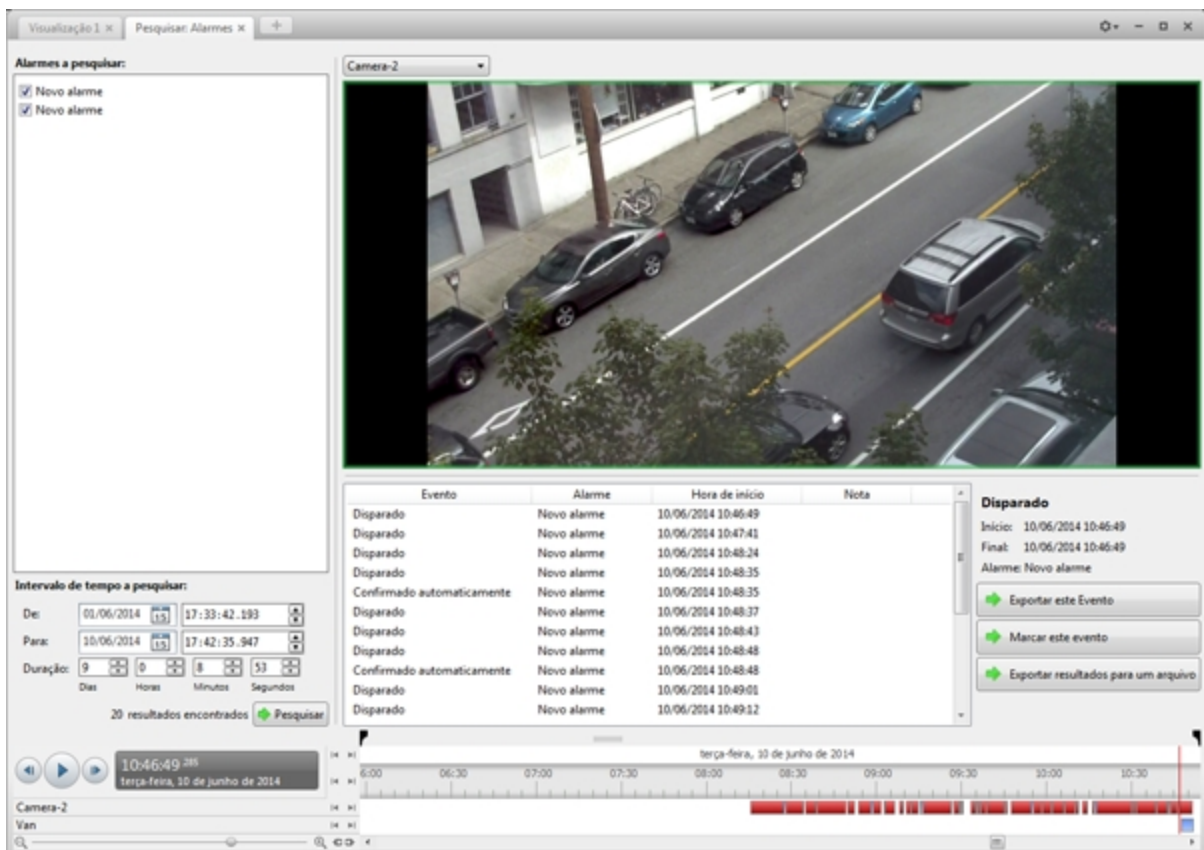 Visualização 1
Pesquisar: Alarmes
Alarmes a pesquisar:
Novo alarme
Novo alarme
Camera-2
Evento Alarme Hora de início Nota
Disparado Novo alarme 10/06/2014 10:46:49
Disparado Novo alarme 10/06/2014 10:47:41
Disparado Novo alarme 10/06/2014 10:48:24
Disparado Novo alarme 10/06/2014 10:48:35
Confirmado automaticamente Novo alarme 10/06/2014 10:48:35
Disparado Novo alarme 10/06/2014 10:48:37
Disparado Novo alarme 10/06/2014 10:48:43
Disparado Novo alarme 10/06/2014 10:48:48
Confirmado automaticamente Novo alarme 10/06/2014 10:48:48
Disparado Novo alarme 10/06/2014 10:49:01
Disparado Novo alarme 10/06/2014 10:49:12
Disparado
Início: 10/06/2014 10:46:49
Final: 10/06/2014 10:46:49
Alarme: Novo alarme
Exportar este Evento
Marcar este evento
Exportar resultados para um arquivo
Intervalo de tempo a pesquisar:
De: 01/06/2014 15 17:33:42.193
Para: 10/06/2014 15 17:42:35.947
Duração: 9 0 8 53
Dias Horas Minutos Segundos
20 resultados encontrados Pesquisar
10:46:49.285
terça-feira, 10 de junho de 2014
terça-feira, 10 de junho de 2014
6:00 06:30 07:00 07:30 08:00 08:30 09:00 09:30 10:00 10:30
Camera-2
Van